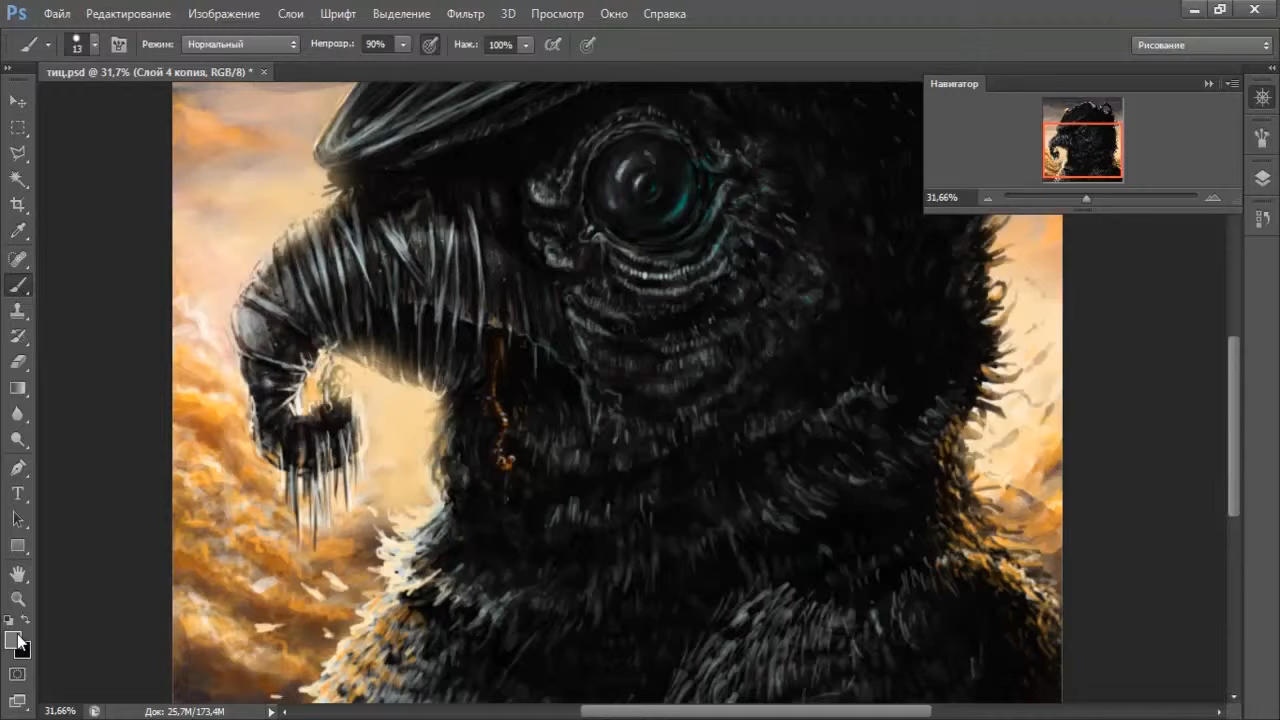 Ps Файл Редактирование Изображение Слои Шрифт Выделение Фильтр 3D Просмотр Окно Справка
13 Режим: Нормальный Непрозр.: 90% Наж.: 100% Рисование
тиц.psd @ 31,7% (Слой 4 копия, RGB/8) * ×
Навигатор
31,66%
T
31,66% Док: 25,7M/173,4M